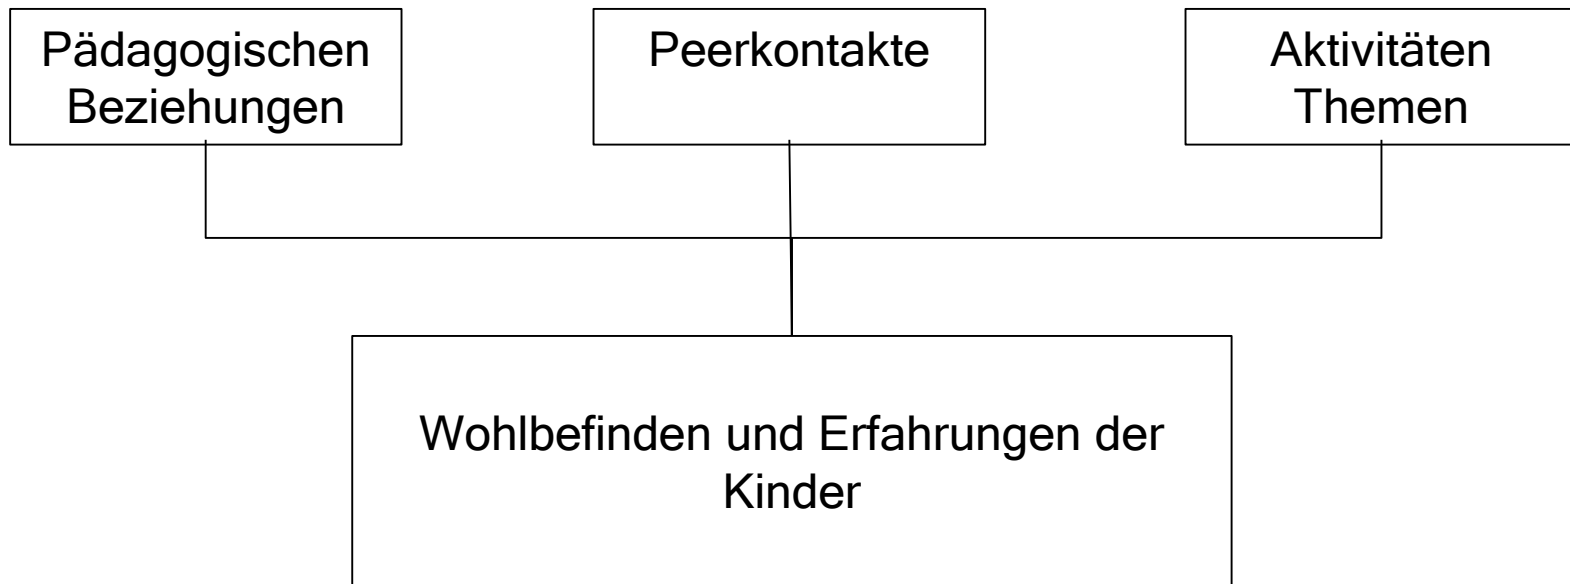 Pädagogischen
Beziehungen
Peerkontakte
Aktivitäten
Themen
Wohlbefinden und Erfahrungen der
Kinder